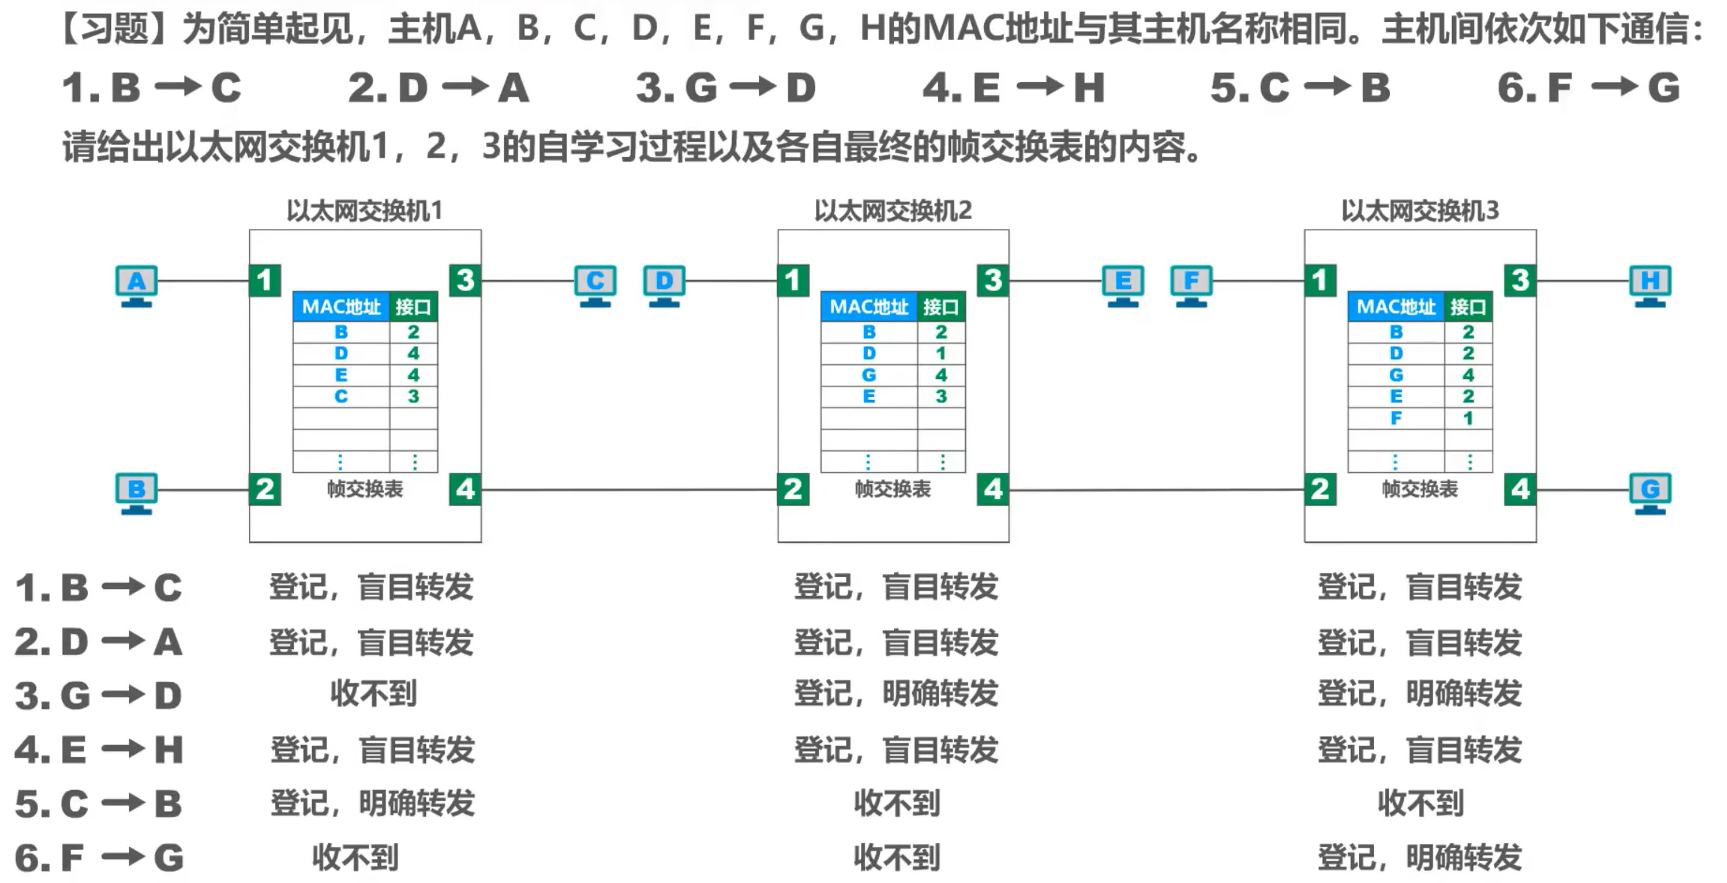 【习题】为简单起见，主机A，B，C，D，E，F，G，H的MAC地址与其主机名称相同。主机间依次如下通信：
1. B → C 2. D → A 3. G → D 4. E → H 5. C → B 6. F → G
请给出以太网交换机1，2，3的自学习过程以及各自最终的帧交换表的内容。
以太网交换机1 以太网交换机2 以太网交换机3
A 1 3 C D 1 3 E F 1 3 H
MAC地址 接口 MAC地址 接口 MAC地址 接口
B 2 B 2 B 2
D 4 D 1 D 2
E 4 G 4 G 4
C 3 E 3 E 2
F 1
⋮ ⋮ ⋮ ⋮ ⋮ ⋮
B 2 帧交换表 4 2 帧交换表 4 2 帧交换表 4 G
1. B → C 登记，盲目转发 登记，盲目转发 登记，盲目转发
2. D → A 登记，盲目转发 登记，盲目转发 登记，盲目转发
3. G → D 收不到 登记，明确转发 登记，明确转发
4. E → H 登记，盲目转发 登记，盲目转发 登记，盲目转发
5. C → B 登记，明确转发 收不到 收不到
6. F → G 收不到 收不到 登记，明确转发